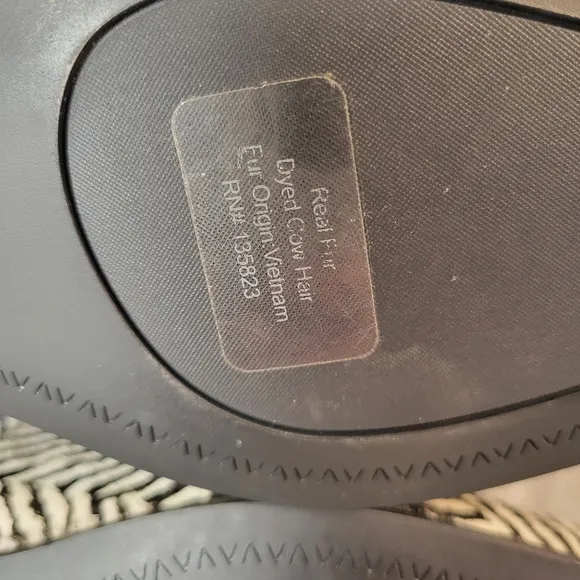 Real Fur
Dyed Cow Hair
Fur Origin:Vietnam
RN#: 135823